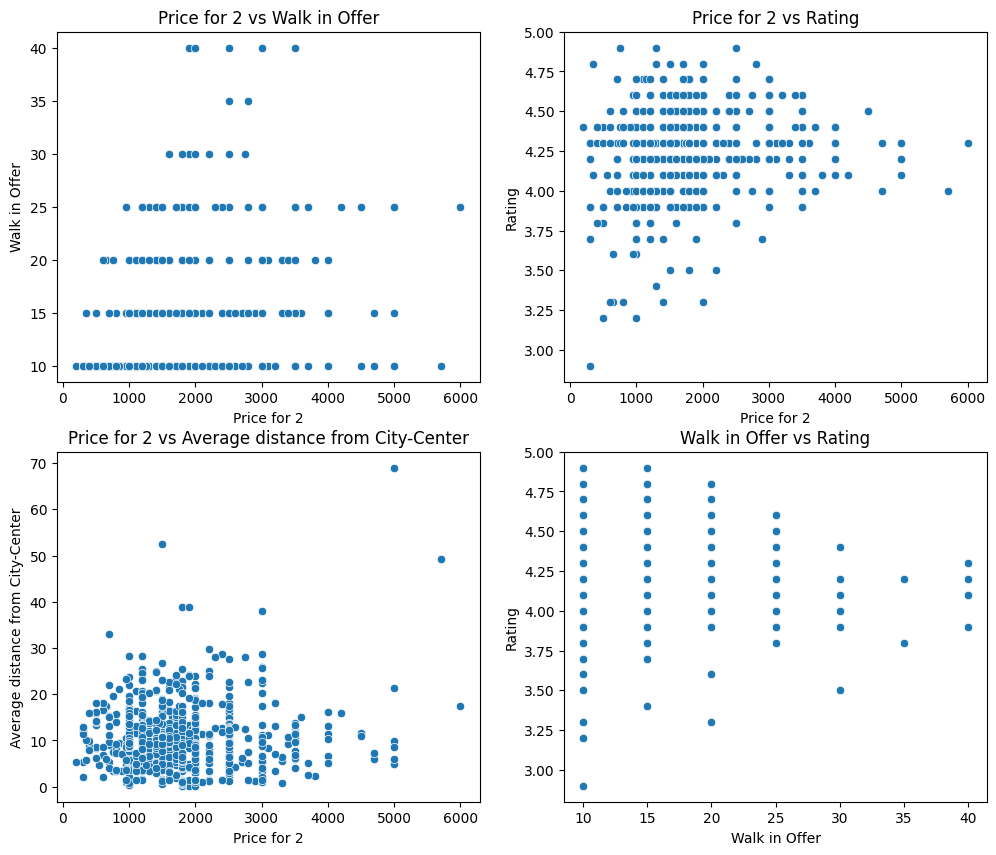 Price for 2 vs Walk in Offer
Walk in Offer
40
35
30
25
20
15
10
0 1000 2000 3000 4000 5000 6000
Price for 2
Price for 2 vs Rating
Rating
5.00
4.75
4.50
4.25
4.00
3.75
3.50
3.25
3.00
0 1000 2000 3000 4000 5000 6000
Price for 2
Price for 2 vs Average distance from City-Center
Average distance from City-Center
70
60
50
40
30
20
10
0
0 1000 2000 3000 4000 5000 6000
Price for 2
Walk in Offer vs Rating
Rating
5.00
4.75
4.50
4.25
4.00
3.75
3.50
3.25
3.00
10 15 20 25 30 35 40
Walk in Offer